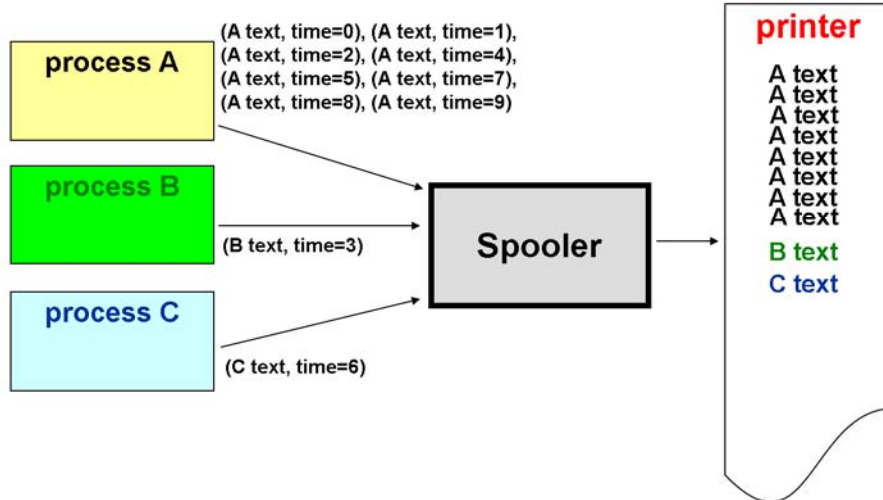 process A
(A text, time=0), (A text, time=1),
(A text, time=2), (A text, time=4),
(A text, time=5), (A text, time=7),
(A text, time=8), (A text, time=9)
process B
(B text, time=3)
process C
(C text, time=6)
Spooler
printer
A text
A text
A text
A text
A text
A text
A text
A text
B text
C text